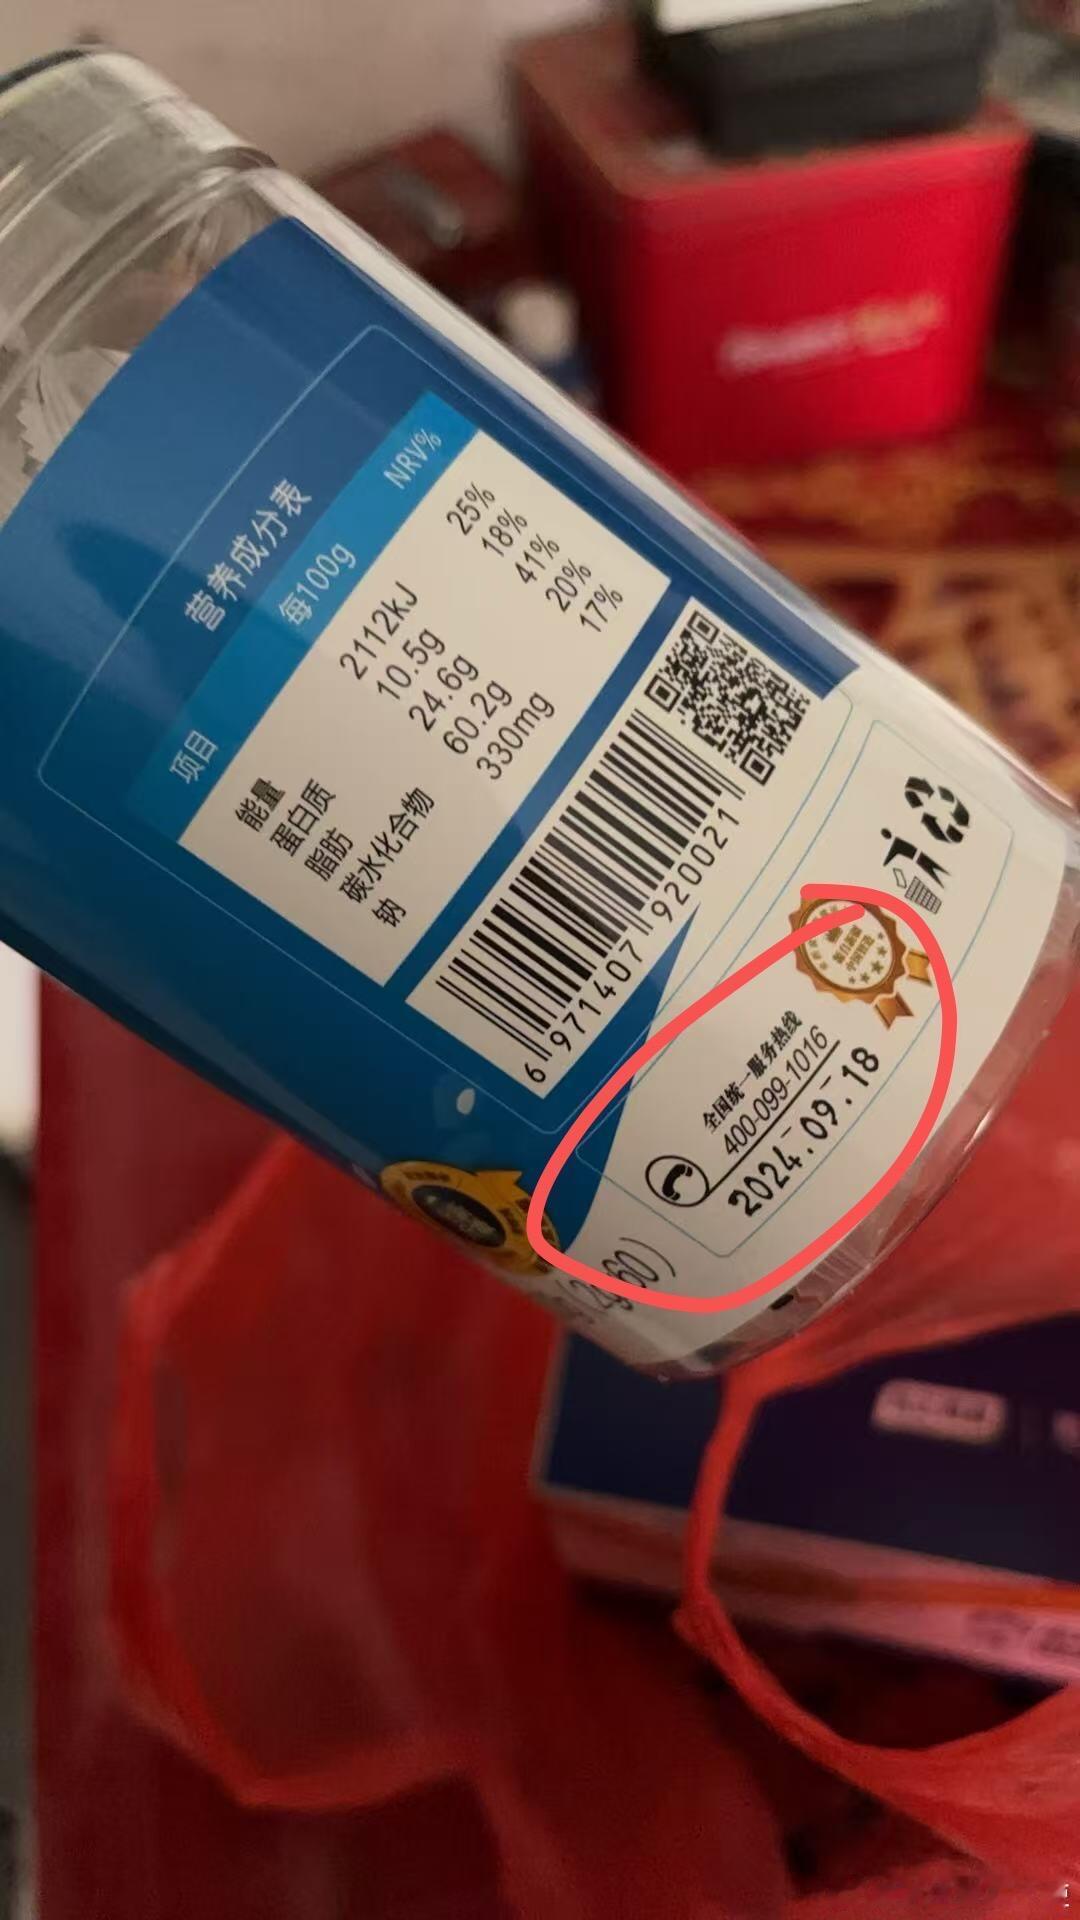 营养成分表
项目 每100g NRV%
能量 2112kJ 25%
蛋白质 10.5g 18%
脂肪 24.6g 41%
碳水化合物 60.2g 20%
钠 330mg 17%
6 971407 920021
全国统一服务热线
400-099-1016
2024.09.18
60)